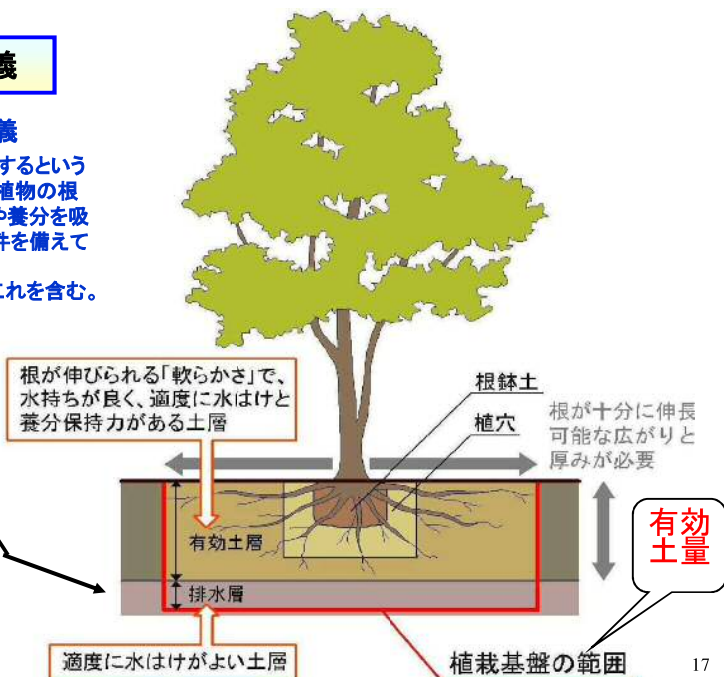 義
義
するという
植物の根
や養分を吸
件を備えて
これを含む。
根が伸びられる「軟らかさ」で、
水持ちが良く、適度に水はけと
養分保持力がある土層
根鉢土
植穴
根が十分に伸長
可能な広がりと
厚みが必要
有効
土量
有効土層
排水層
適度に水はけがよい土層
植栽基盤の範囲
17